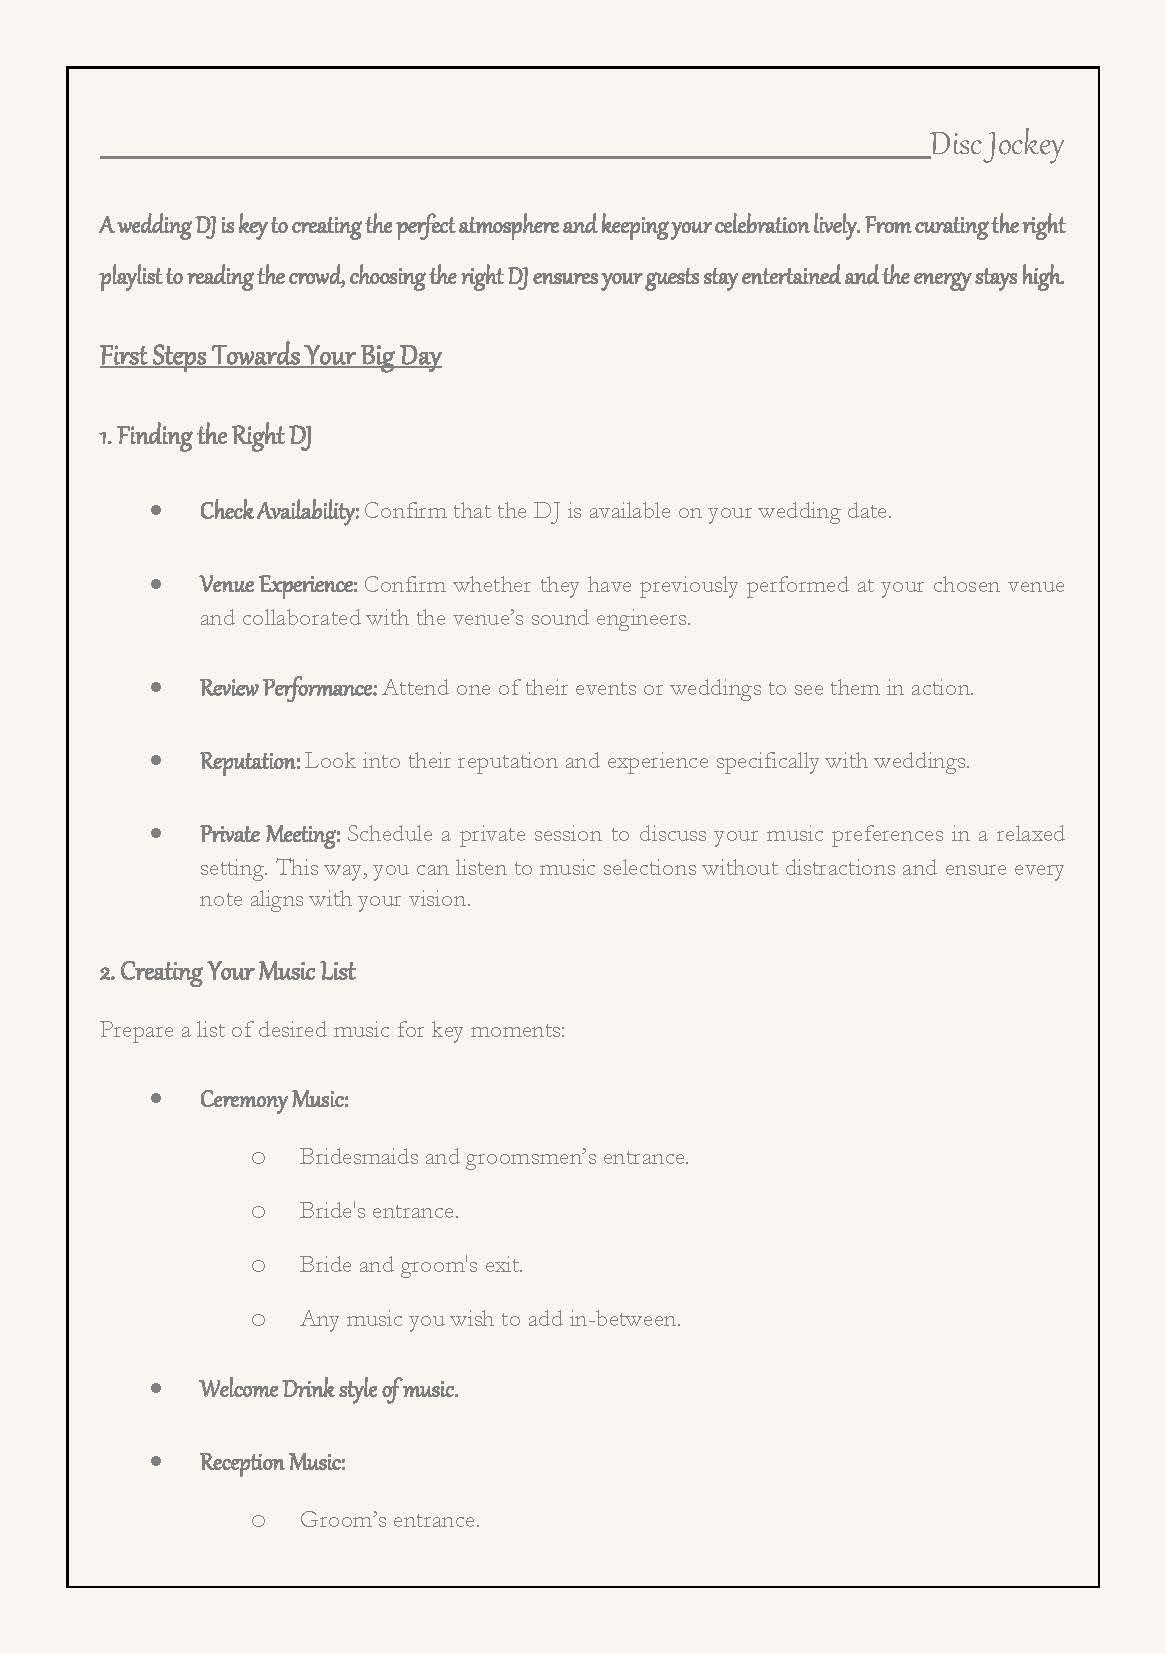 Disc Jockey
A wedding DJ is key to creating the perfect atmosphere and keeping your celebration lively. From curating the right
playlist to reading the crowd, choosing the right DJ ensures your guests stay entertained and the energy stays high.
First Steps Towards Your Big Day
1. Finding the Right DJ
• Check Availability: Confirm that the DJ is available on your wedding date.
• Venue Experience: Confirm whether they have previously performed at your chosen venue
and collaborated with the venue’s sound engineers.
• Review Performance: Attend one of their events or weddings to see them in action.
• Reputation: Look into their reputation and experience specifically with weddings.
• Private Meeting: Schedule a private session to discuss your music preferences in a relaxed
setting. This way, you can listen to music selections without distractions and ensure every
note aligns with your vision.
2. Creating Your Music List
Prepare a list of desired music for key moments:
• Ceremony Music:
o Bridesmaids and groomsmen’s entrance.
o Bride's entrance.
o Bride and groom's exit.
o Any music you wish to add in-between.
• Welcome Drink style of music.
• Reception Music:
o Groom’s entrance.